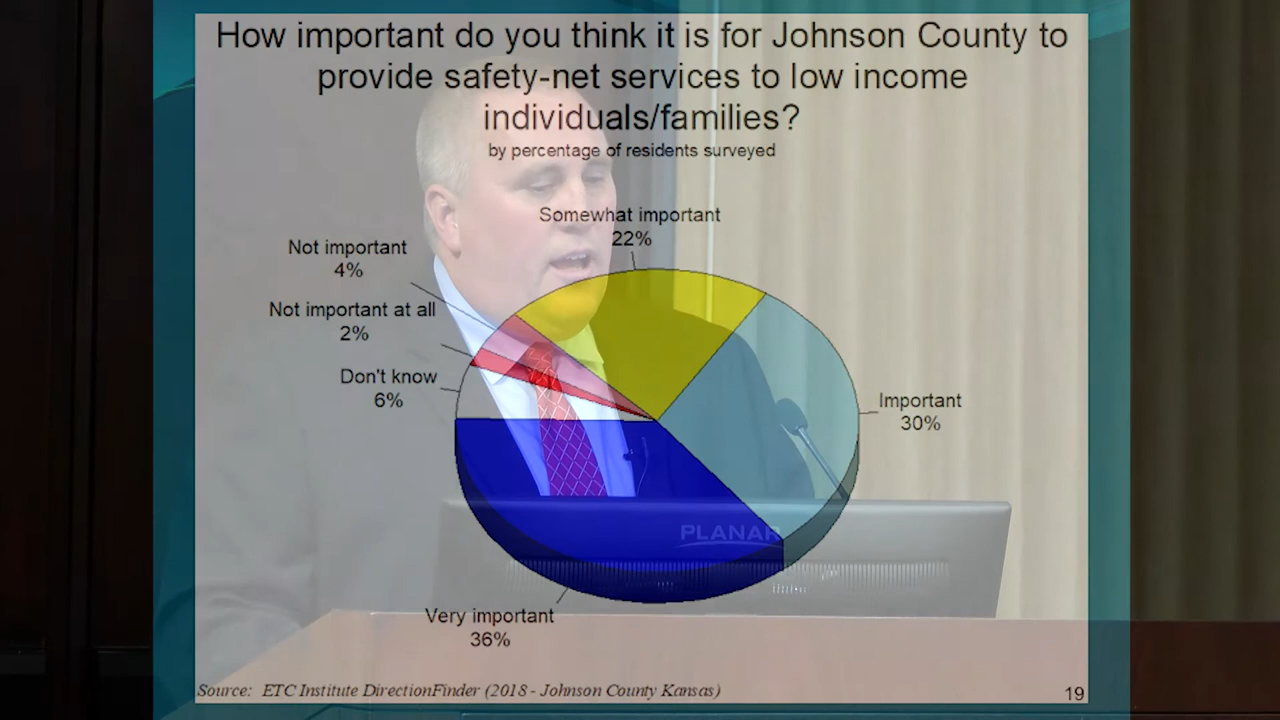 How important do you think it is for Johnson County to
provide safety-net services to low income
individuals/families?
by percentage of residents surveyed
Somewhat important
22%
Not important
4%
Not important at all
2%
Don't know
6%
Important
30%
PLANAR
Very important
36%
Source: ETC Institute DirectionFinder (2018 - Johnson County Kansas)
19